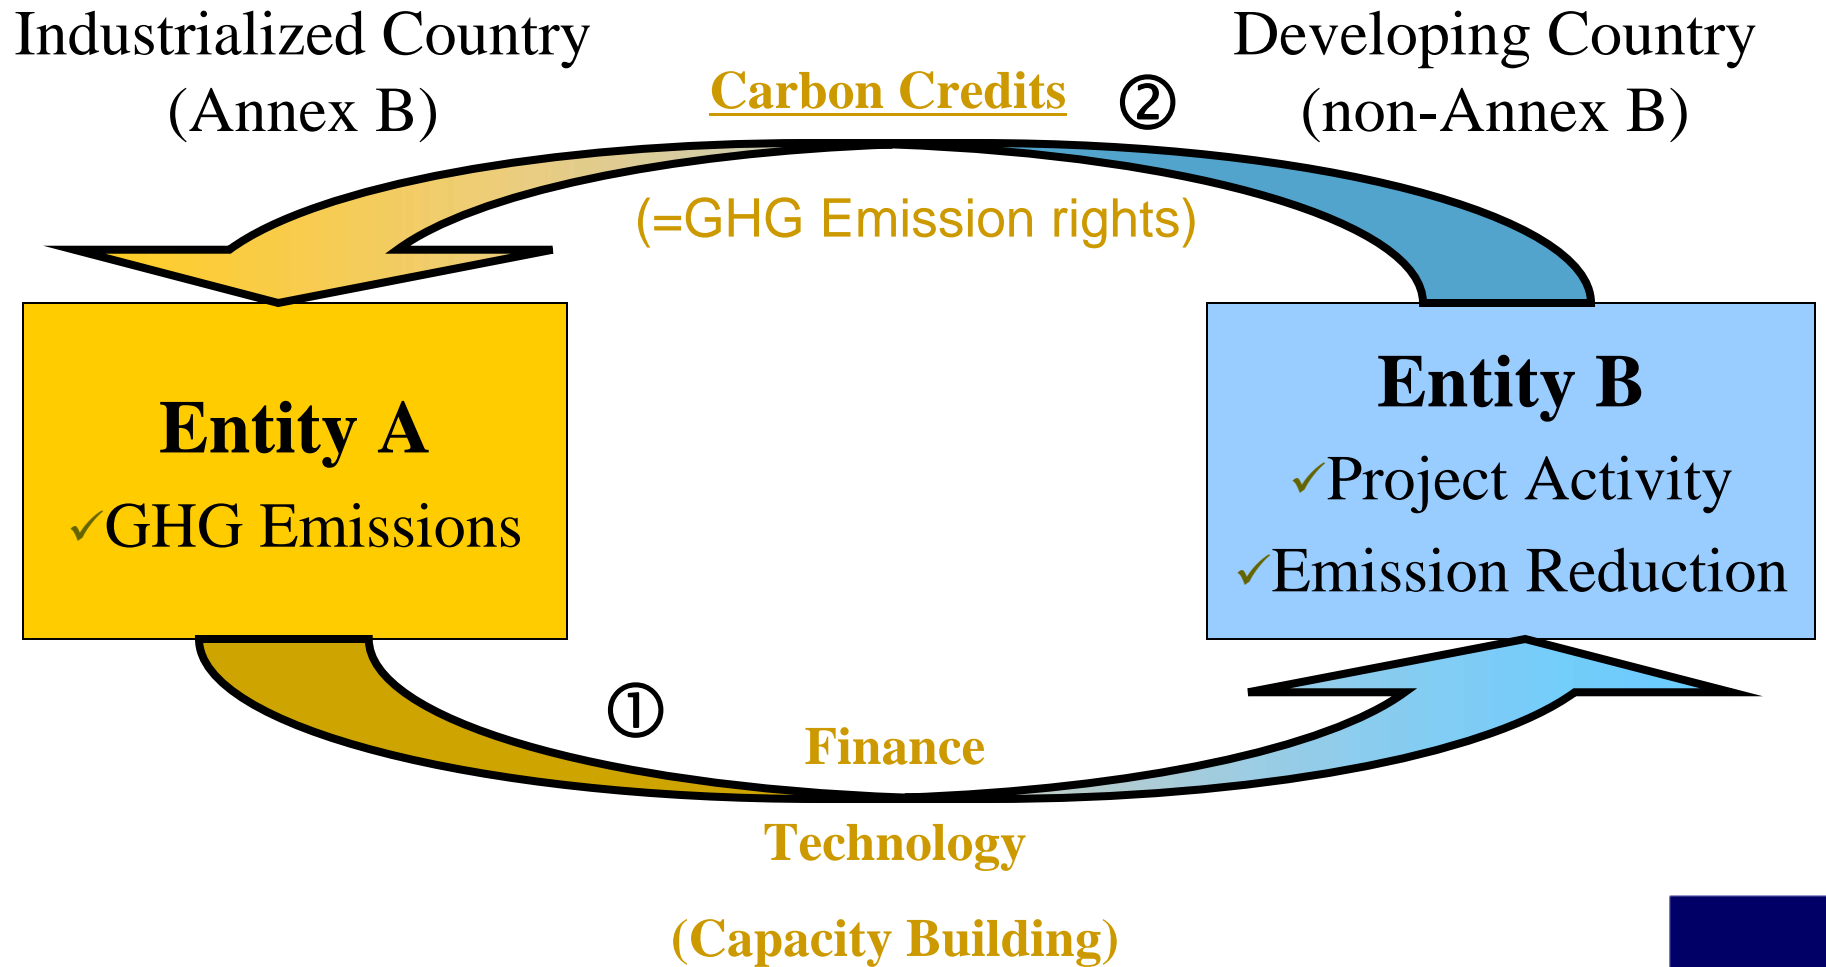 Industrialized Country
(Annex B)
Carbon Credits ②
Developing Country
(non-Annex B)
(=GHG Emission rights)
Entity A
✓GHG Emissions
Entity B
✓Project Activity
✓Emission Reduction
①
Finance
Technology
(Capacity Building)